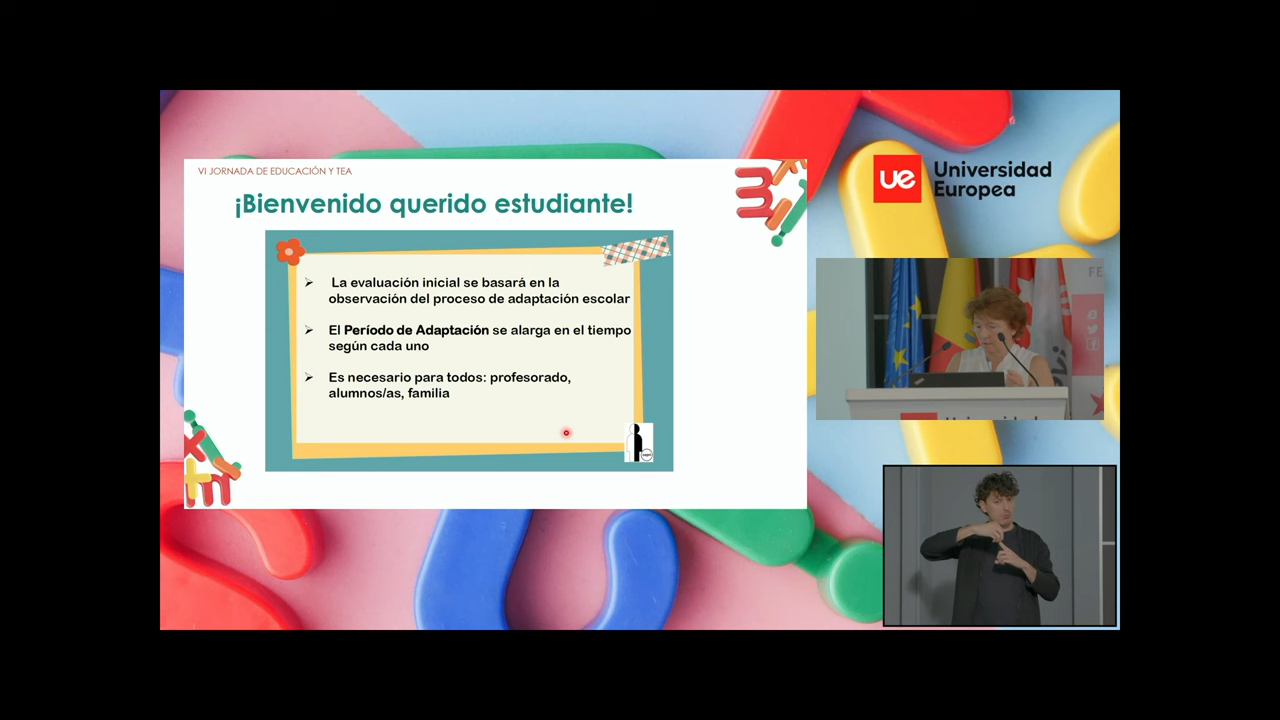 VI JORNADA DE EDUCACIÓN Y TEA
¡Bienvenido querido estudiante!
➢ La evaluación inicial se basará en la
observación del proceso de adaptación escolar
➢ El Período de Adaptación se alarga en el tiempo
según cada uno
➢ Es necesario para todos: profesorado,
alumnos/as, familia
ue Universidad
Europea
FE